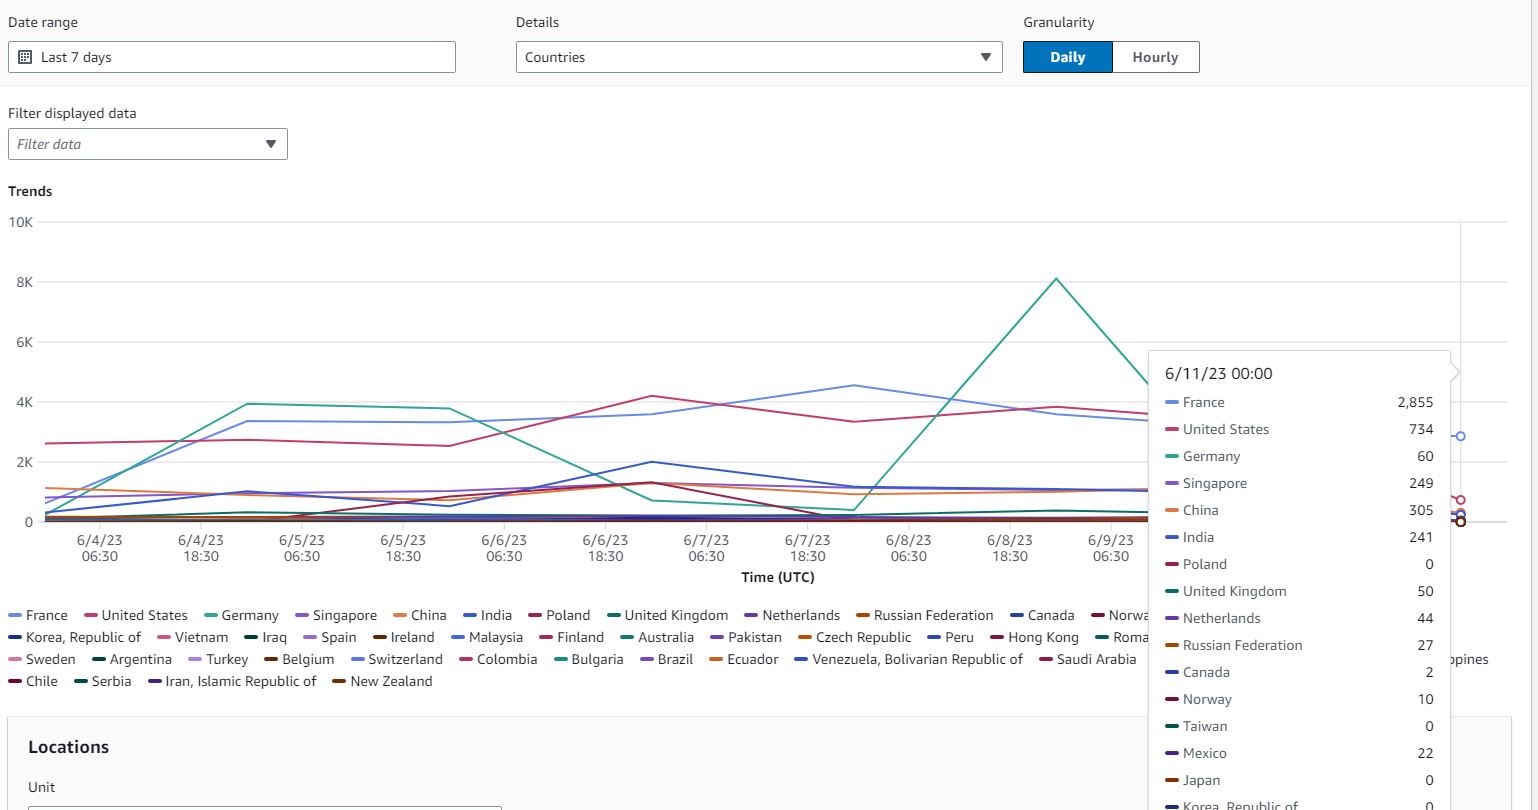 Date range Details Granularity
Last 7 days Countries Daily Hourly
Filter displayed data
Filter data
Trends
10K
8K
6K
4K
2K
0
6/4/23 6/4/23 6/5/23 6/5/23 6/6/23 6/6/23 6/7/23 6/7/23 6/8/23 6/8/23 6/9/23
06:30 18:30 06:30 18:30 06:30 18:30 06:30 18:30 06:30 18:30 06:30
Time (UTC)
6/11/23 00:00
France 2,855
United States 734
Germany 60
Singapore 249
China 305
India 241
Poland 0
United Kingdom 50
Netherlands 44
Russian Federation 27
Canada 2
Norway 10
Taiwan 0
Mexico 22
Japan 0
Korea, Republic of 0
France United States Germany Singapore China India Poland United Kingdom Netherlands Russian Federation Canada Norwa
Korea, Republic of Vietnam Iraq Spain Ireland Malaysia Finland Australia Pakistan Czech Republic Peru Hong Kong Roma
Sweden Argentina Turkey Belgium Switzerland Colombia Bulgaria Brazil Ecuador Venezuela, Bolivarian Republic of Saudi Arabia ppines
Chile Serbia Iran, Islamic Republic of New Zealand
Locations
Unit